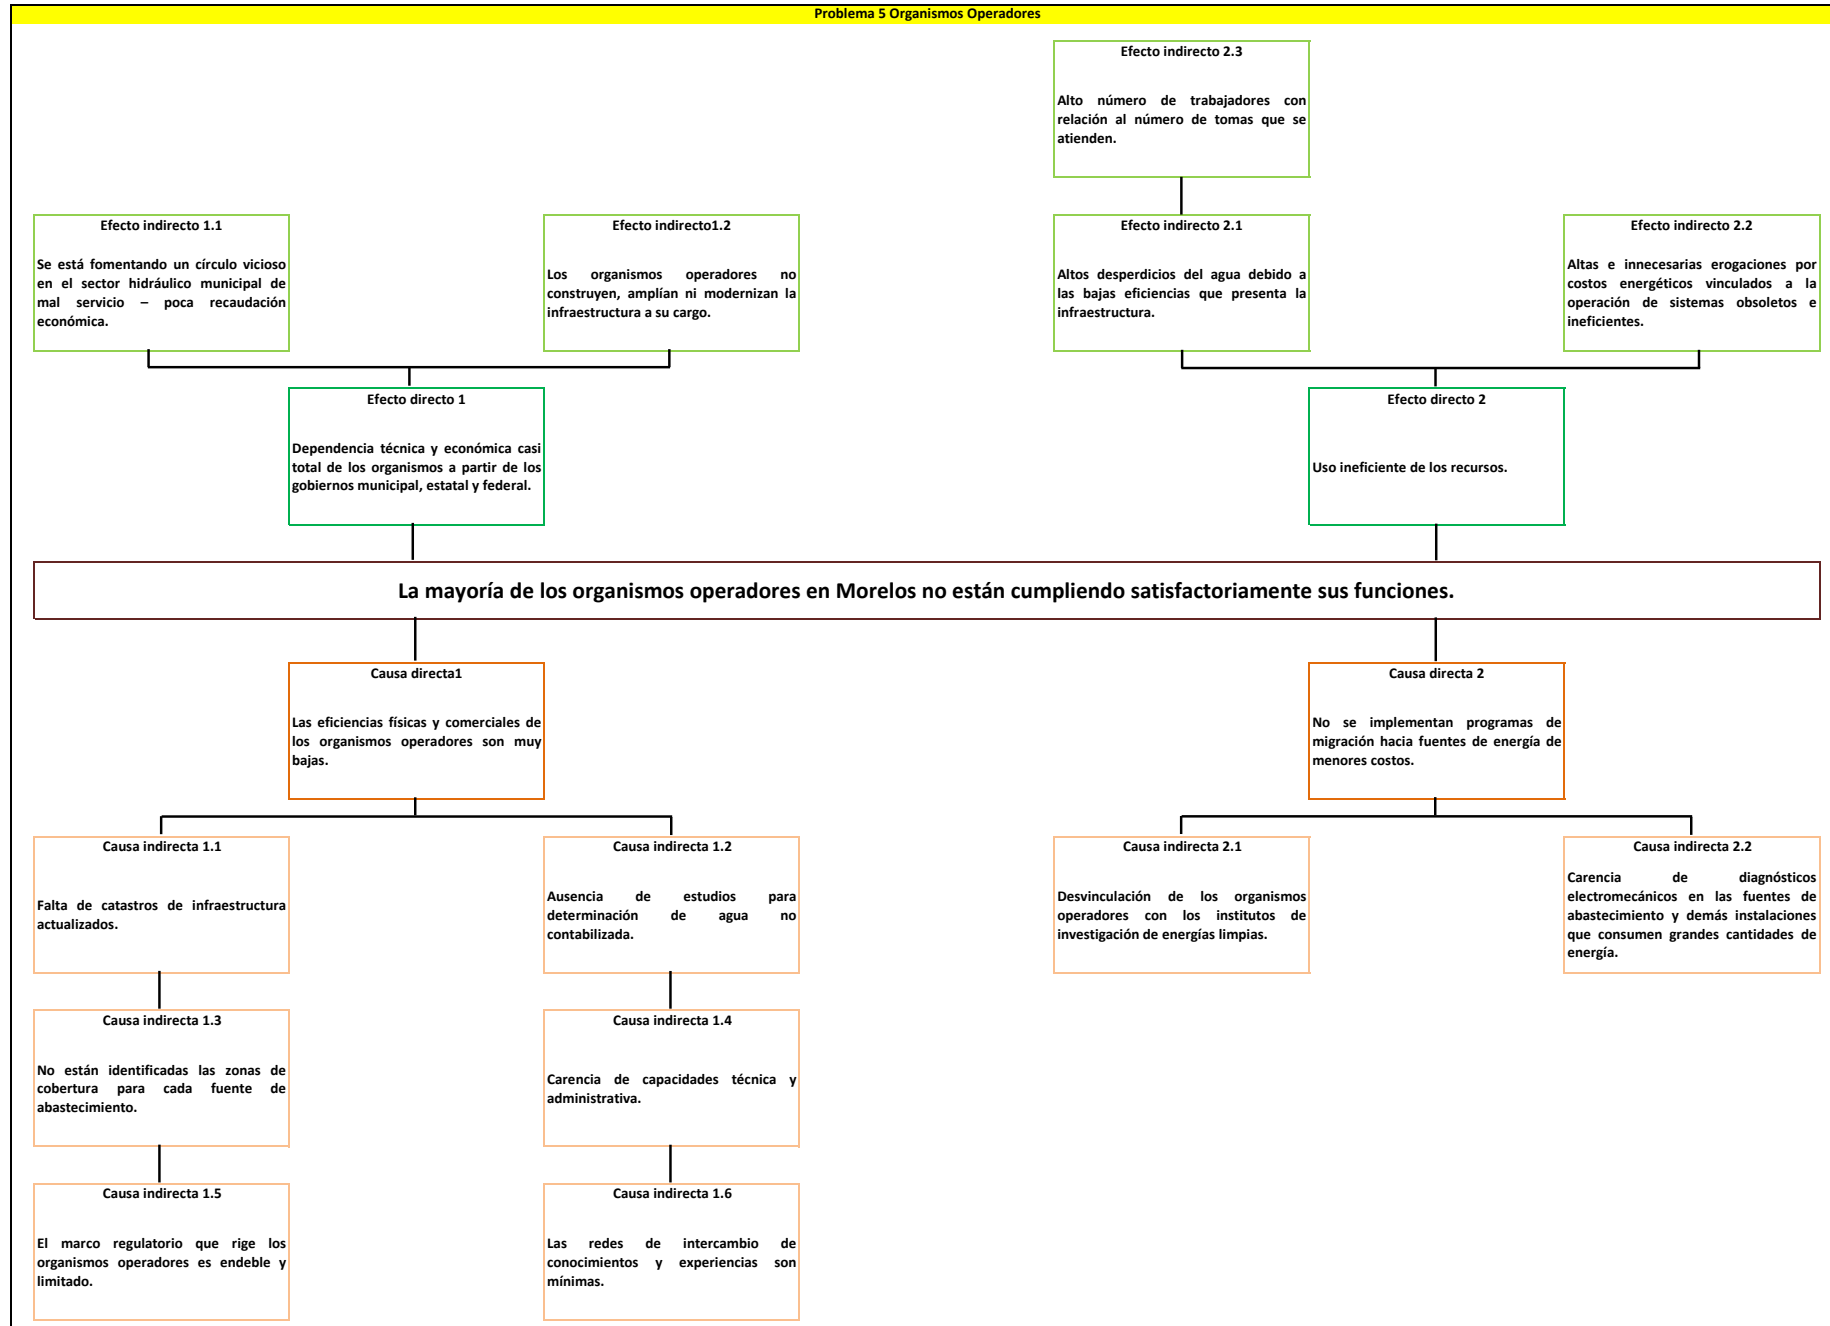 Problema 5 Organismos Operadores
Efecto indirecto 2.3
Alto número de trabajadores con
relación al número de tomas que se
atienden.
Efecto indirecto 1.1
Se está fomentando un círculo vicioso
en el sector hidráulico municipal de
mal servicio – poca recaudación
económica.
Efecto indirecto1.2
Los organismos operadores no
construyen, amplían ni modernizan la
infraestructura a su cargo.
Efecto indirecto 2.1
Altos desperdicios del agua debido a
las bajas eficiencias que presenta la
infraestructura.
Efecto indirecto 2.2
Altas e innecesarias erogaciones por
costos energéticos vinculados a la
operación de sistemas obsoletos e
ineficientes.
Efecto directo 1
Dependencia técnica y económica casi
total de los organismos a partir de los
gobiernos municipal, estatal y federal.
Efecto directo 2
Uso ineficiente de los recursos.
La mayoría de los organismos operadores en Morelos no están cumpliendo satisfactoriamente sus funciones.
Causa directa1
Las eficiencias físicas y comerciales de
los organismos operadores son muy
bajas.
Causa directa 2
No se implementan programas de
migración hacia fuentes de energía de
menores costos.
Causa indirecta 1.1
Falta de catastros de infraestructura
actualizados.
Causa indirecta 1.2
Ausencia de estudios para
determinación de agua no
contabilizada.
Causa indirecta 2.1
Desvinculación de los organismos
operadores con los institutos de
investigación de energías limpias.
Causa indirecta 2.2
Carencia de diagnósticos
electromecánicos en las fuentes de
abastecimiento y demás instalaciones
que consumen grandes cantidades de
energía.
Causa indirecta 1.3
No están identificadas las zonas de
cobertura para cada fuente de
abastecimiento.
Causa indirecta 1.4
Carencia de capacidades técnica y
administrativa.
Causa indirecta 1.5
El marco regulatorio que rige los
organismos operadores es endeble y
limitado.
Causa indirecta 1.6
Las redes de intercambio de
conocimientos y experiencias son
mínimas.